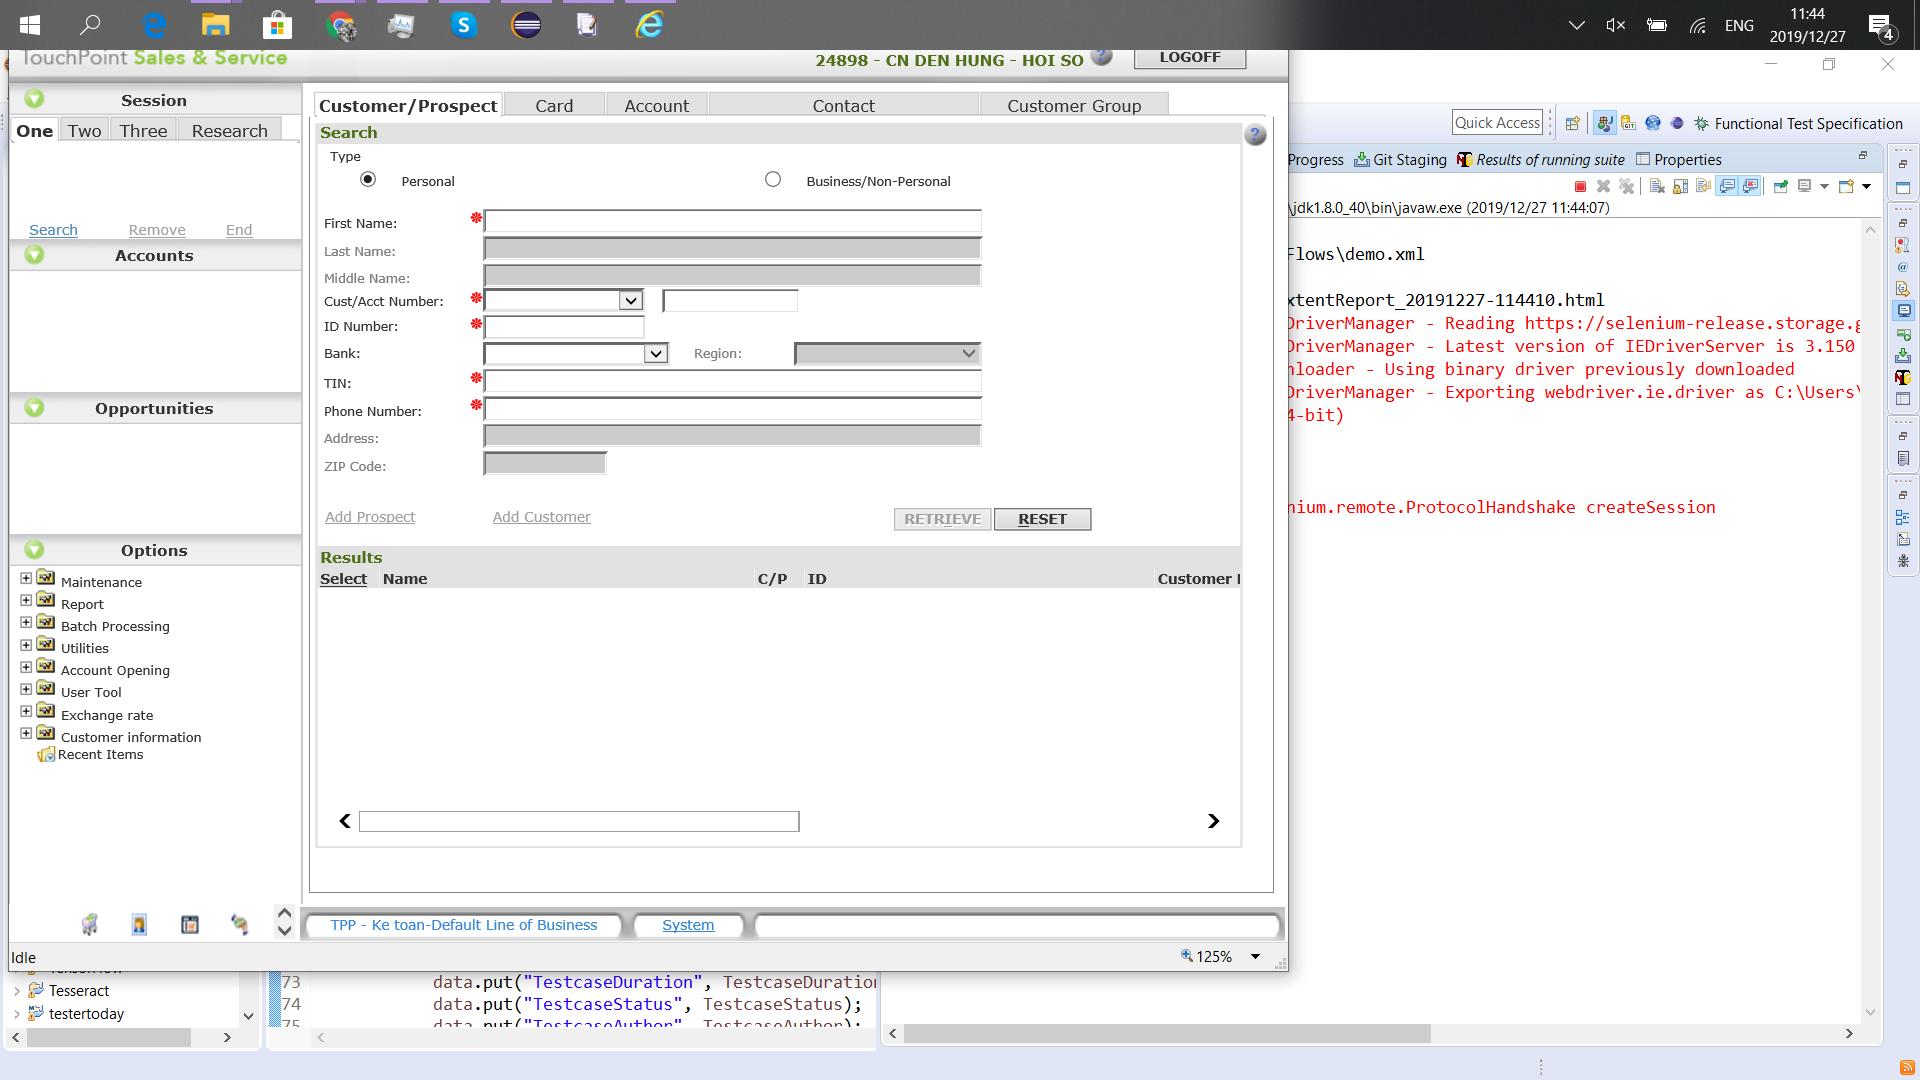 ENG
11:44
2019/12/27
4
TouchPoint Sales & Service
24898 - CN DEN HUNG - HOI SO
LOGOFF
Session
One Two Three Research
Search Remove End
Accounts
Opportunities
Options
Maintenance
Report
Batch Processing
Utilities
Account Opening
User Tool
Exchange rate
Customer information
Recent Items
Customer/Prospect Card Account Contact Customer Group
Search
Type
Personal Business/Non-Personal
First Name:
Last Name:
Middle Name:
Cust/Acct Number:
ID Number:
Bank: Region:
TIN:
Phone Number:
Address:
ZIP Code:
Add Prospect Add Customer RETRIEVE RESET
Results
Select Name C/P ID Customer
TPP - Ke toan-Default Line of Business System
Idle
125%
Quick Access Functional Test Specification
Progress Git Staging Results of running suite Properties
\jdk1.8.0_40\bin\javaw.exe (2019/12/27 11:44:07)
Flows\demo.xml
xtentReport_20191227-114410.html
DriverManager - Reading https://selenium-release.storage.g
DriverManager - Latest version of IEDriverServer is 3.150
nloader - Using binary driver previously downloaded
DriverManager - Exporting webdriver.ie.driver as C:\Users\
4-bit)
nium.remote.ProtocolHandshake createSession
Tesseract
testertoday
73 data.put("TestcaseDuration", TestcaseDuration
74 data.put("TestcaseStatus", TestcaseStatus);
75 data.put("TestcaseAuthor", TestcaseAuthor);